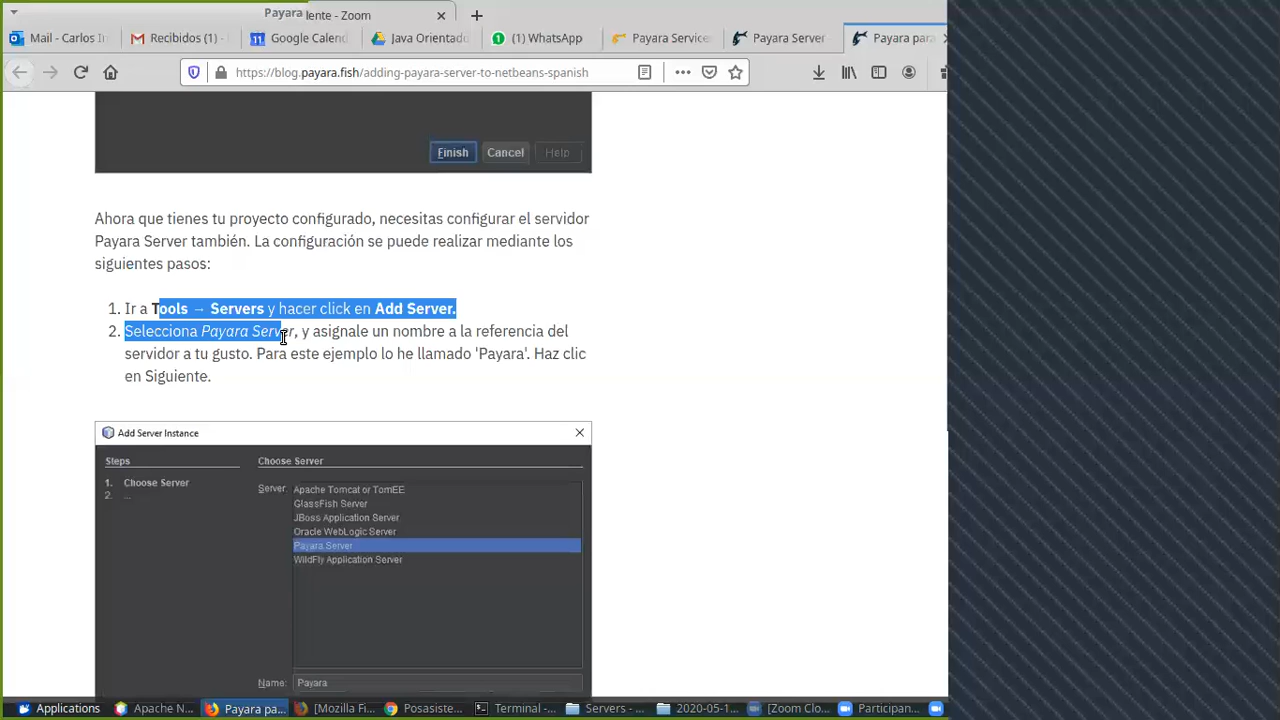 Payara
lente - Zoom
Mail - Carlos In
Recibidos (1) -
Google Calend
Java Orientad
(1) WhatsApp
Payara Service
Payara Server
Payara para
https://blog.payara.fish/adding-payara-server-to-netbeans-spanish
Finish
Cancel
Help
Ahora que tienes tu proyecto configurado, necesitas configurar el servidor
Payara Server también. La configuración se puede realizar mediante los
siguientes pasos:
1. Ir a Tools → Servers y hacer click en Add Server.
2. Selecciona Payara Server, y asignale un nombre a la referencia del
servidor a tu gusto. Para este ejemplo lo he llamado 'Payara'. Haz clic
en Siguiente.
Add Server Instance
Steps
1. Choose Server
2. ...
Choose Server
Server:
Apache Tomcat or TomEE
GlassFish Server
JBoss Application Server
Oracle WebLogic Server
Payara Server
WildFly Application Server
Name:
Payara
Applications
Apache N...
Payara pa...
[Mozilla Fi...
Posasiste...
Terminal -...
Servers - ...
2020-05-1...
[Zoom Clo...
Participan...